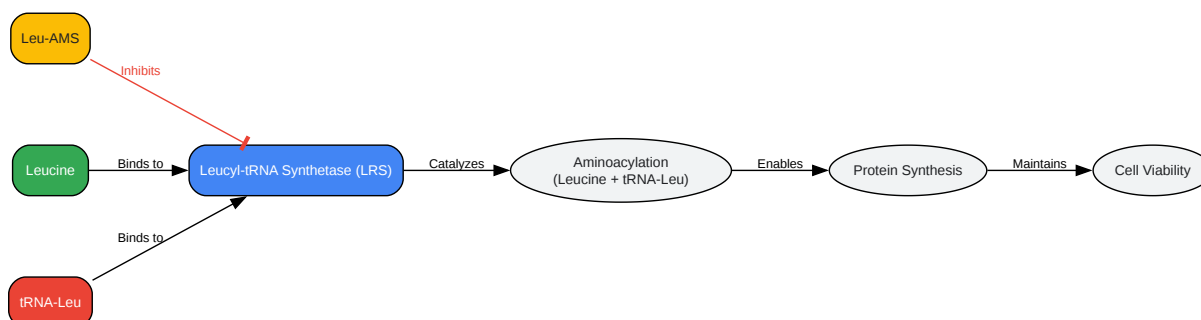 Leu-AMS
Inhibits
Leucine
Binds to
Leucyl-tRNA Synthetase (LRS)
Catalyzes
Aminoacylation
(Leucine + tRNA-Leu)
Enables
Protein Synthesis
Maintains
Cell Viability
Binds to
tRNA-Leu